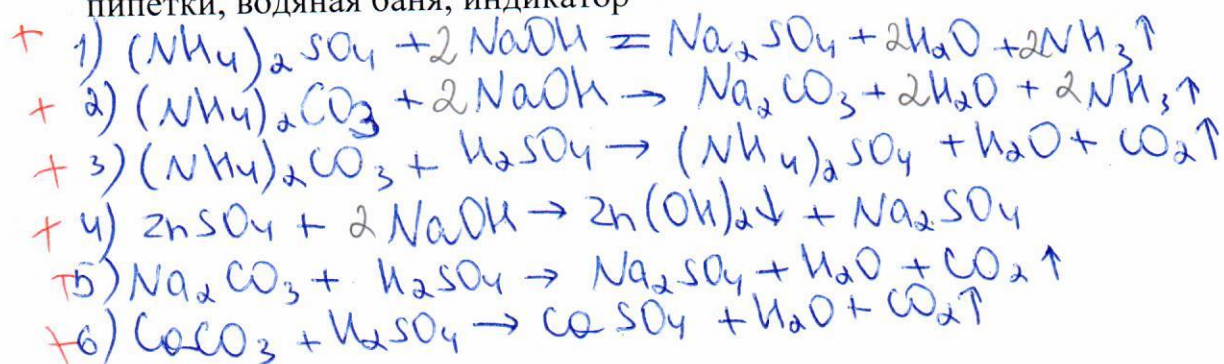 пипетки, водяная баня, индикатор
+ 1) (NH₄)₂SO₄ + 2NaOH = Na₂SO₄ + 2H₂O + 2NH₃↑
+ 2) (NH₄)₂CO₃ + 2NaOH → Na₂CO₃ + 2H₂O + 2NH₃↑
+ 3) (NH₄)₂CO₃ + H₂SO₄ → (NH₄)₂SO₄ + H₂O + CO₂↑
+ 4) ZnSO₄ + 2NaOH → Zn(OH)₂↓ + Na₂SO₄
+ 5) Na₂CO₃ + H₂SO₄ → Na₂SO₄ + H₂O + CO₂↑
+ 6) CaCO₃ + H₂SO₄ → CaSO₄ + H₂O + CO₂↑